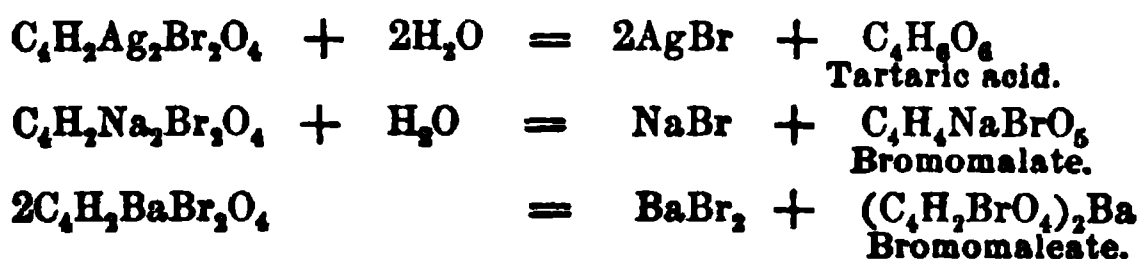 C₄H₂Ag₂Br₂O₄ + 2H₂O = 2AgBr + C₄H₆O₆
Tartaric acid.
C₄H₂Na₂Br₂O₄ + H₂O = NaBr + C₄H₄NaBrO₅
Bromomalate.
2C₄H₂BaBr₂O₄ = BaBr₂ + (C₄H₂BrO₄)₂Ba
Bromomaleate.